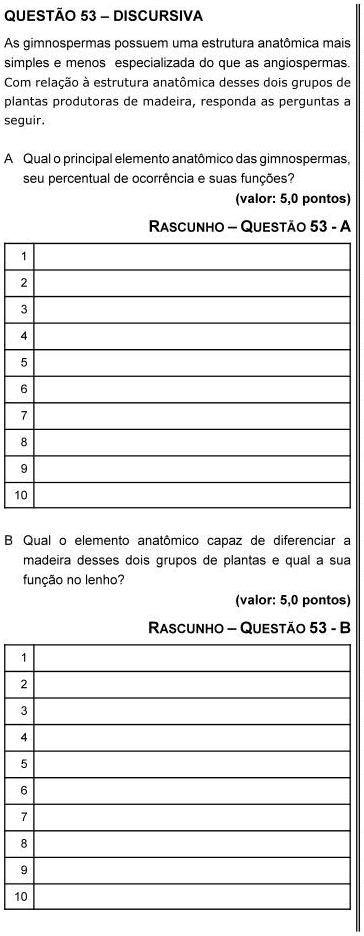 QUESTÃO 53 – DISCURSIVA
As gimnospermas possuem uma estrutura anatômica mais
simples e menos especializada do que as angiospermas.
Com relação à estrutura anatômica desses dois grupos de
plantas produtoras de madeira, responda as perguntas a
seguir.
A Qual o principal elemento anatômico das gimnospermas,
seu percentual de ocorrência e suas funções?
(valor: 5,0 pontos)
RASCUNHO – QUESTÃO 53 - A
1
2
3
4
5
6
7
8
9
10
B Qual o elemento anatômico capaz de diferenciar a
madeira desses dois grupos de plantas e qual a sua
função no lenho?
(valor: 5,0 pontos)
RASCUNHO – QUESTÃO 53 - B
1
2
3
4
5
6
7
8
9
10